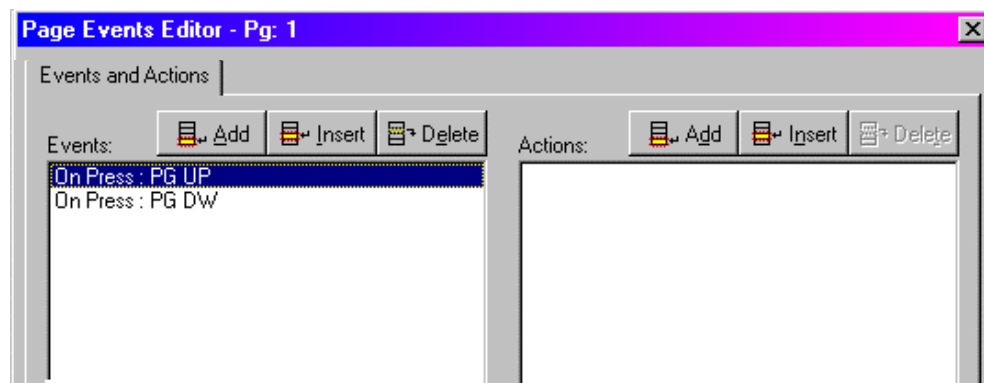 Page Events Editor - Pg: 1
Events and Actions
Events: Add Insert Delete
Actions: Add Insert Delete
On Press : PG UP
On Press : PG DW